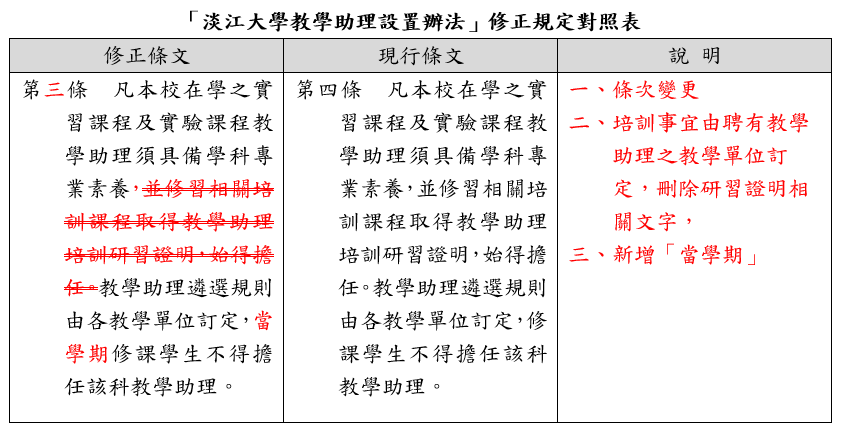 「淡江大學教學助理設置辦法」修正規定對照表
修正條文
現行條文
說 明
第三條 凡本校在學之實
習課程及實驗課程教
學助理須具備學科專
業素養，並修習相關培
訓課程取得教學助理
培訓研習證明，始得擔
任。教學助理遴選規則
由各教學單位訂定，當
學期修課學生不得擔
任該科教學助理。
第四條 凡本校在學之實
習課程及實驗課程教
學助理須具備學科專
業素養，並修習相關培
訓課程取得教學助理
培訓研習證明，始得擔
任。教學助理遴選規則
由各教學單位訂定，修
課學生不得擔任該科
教學助理。
一、條次變更
二、培訓事宜由聘有教學
助理之教學單位訂
定，刪除研習證明相
關文字，
三、新增「當學期」